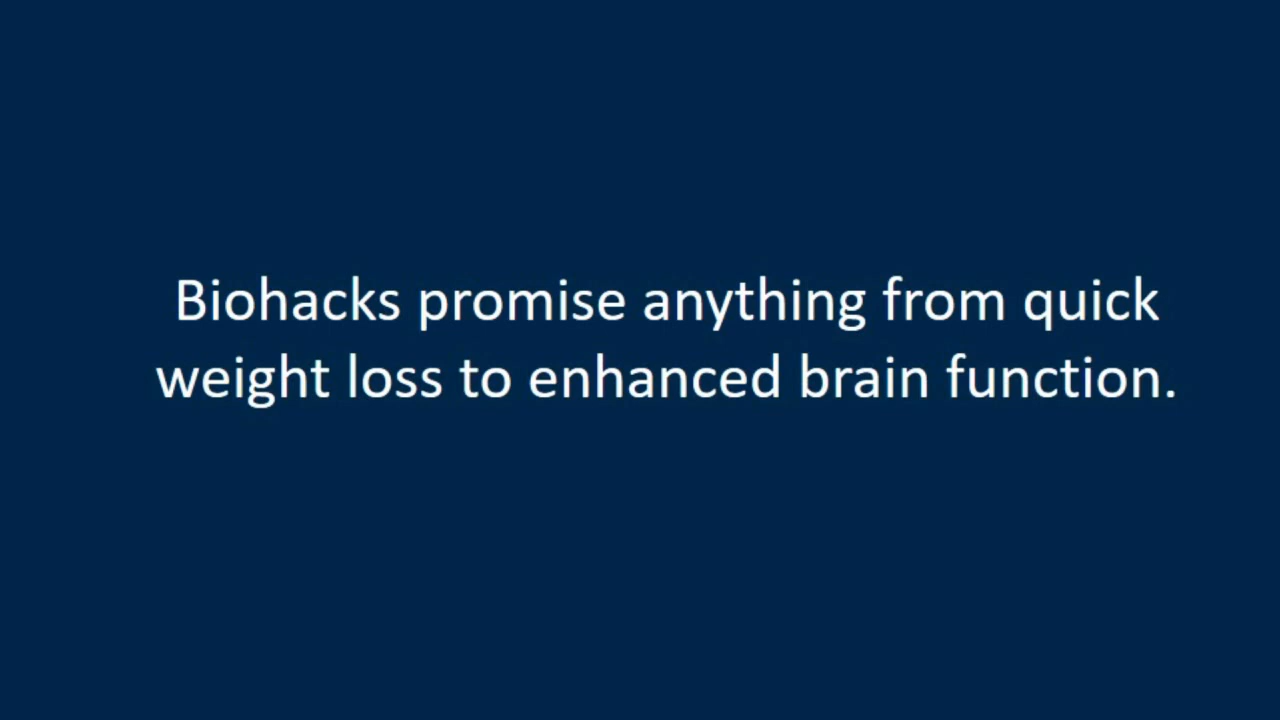 Biohacks promise anything from quick
weight loss to enhanced brain function.